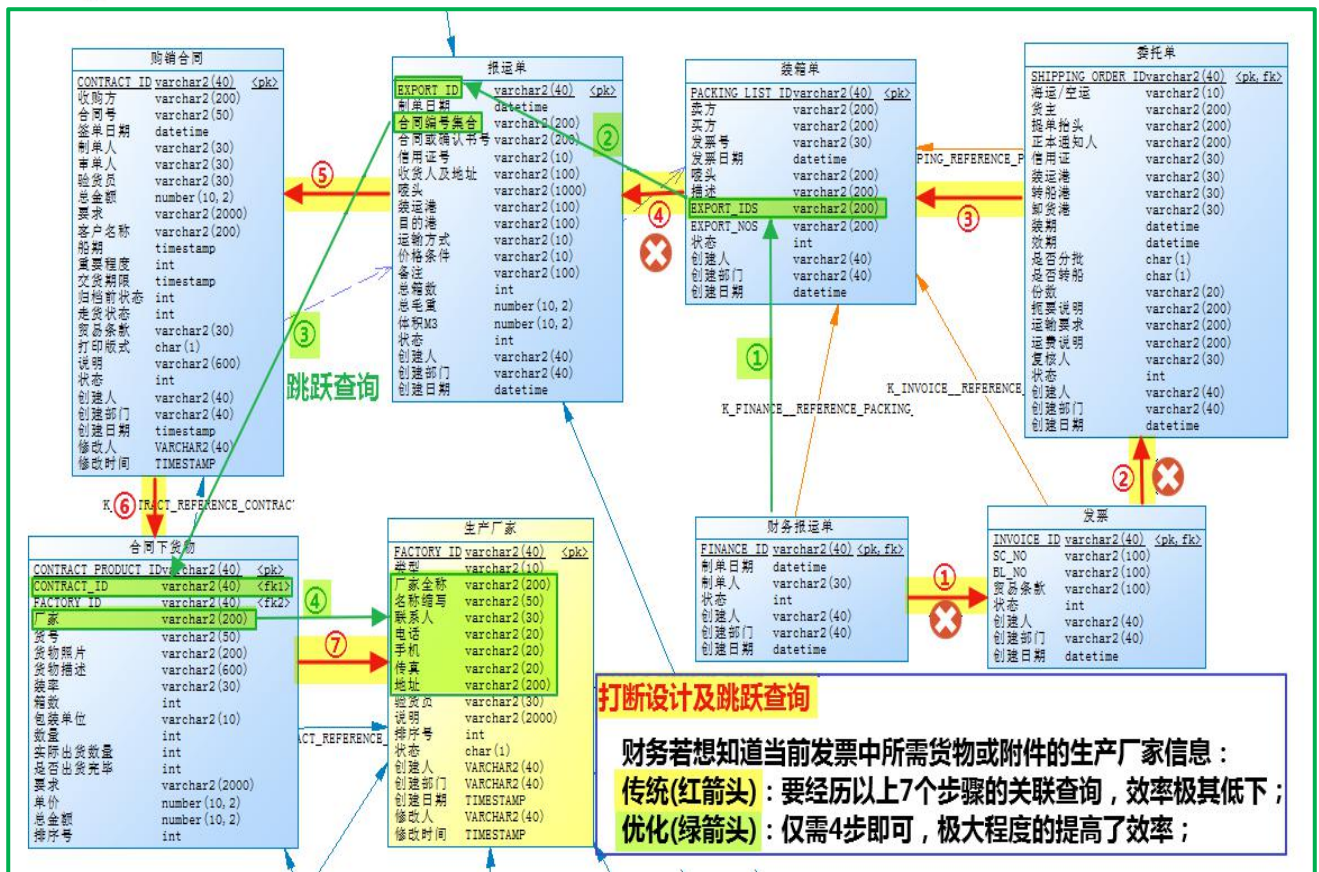 购销合同
CONTRACT_ID varchar2(40) <pk>
收购方 varchar2(200)
合同号 varchar2(50)
签单日期 datetime
制单人 varchar2(30)
审单人 varchar2(30)
验货员 varchar2(30)
总金额 number(10,2)
要求 varchar2(2000)
客户名称 varchar2(200)
船期 timestamp
重要程度 int
交货期限 timestamp
归档前状态 int
走货状态 int
贸易条款 varchar2(30)
打印版式 char(1)
说明 varchar2(600)
状态 int
创建人 varchar2(40)
创建部门 varchar2(40)
创建日期 timestamp
修改人 VARCHAR2(40)
修改时间 TIMESTAMP
⑤
报运单
EXPORT_ID varchar2(40) <pk>
制单日期 datetime
合同编号集合 varchar2(200)
合同或确认书号 varchar2(200)
信用证号 varchar2(10)
收货人及地址 varchar2(100)
唛头 varchar2(1000)
装运港 varchar2(100)
目的港 varchar2(100)
运输方式 varchar2(10)
价格条件 varchar2(10)
备注 varchar2(100)
总箱数 int
总毛重 number(10,2)
体积M3 number(10,2)
状态 int
创建人 varchar2(40)
创建部门 varchar2(40)
创建日期 datetime
②
④
③
跳跃查询
装箱单
PACKING_LIST_ID varchar2(40) <pk>
卖方 varchar2(200)
买方 varchar2(200)
发票号 varchar2(30)
发票日期 datetime
唛头 varchar2(200)
描述 varchar2(200)
EXPORT_IDS varchar2(200)
EXPORT_NOS varchar2(200)
状态 int
创建人 varchar2(40)
创建部门 varchar2(40)
创建日期 datetime
PING_REFERENCE_P
③
①
K_INVOICE__REFERENCE_
K_FINANCE__REFERENCE_PACKING_
委托单
SHIPPING_ORDER_ID varchar2(40) <pk,fk>
海运/空运 varchar2(10)
货主 varchar2(200)
提单抬头 varchar2(200)
正本通知人 varchar2(200)
信用证 varchar2(30)
装运港 varchar2(30)
转船港 varchar2(30)
卸货港 varchar2(30)
装期 datetime
效期 datetime
是否分批 char(1)
是否转船 char(1)
份数 varchar2(20)
扼要说明 varchar2(200)
运输要求 varchar2(200)
运费说明 varchar2(200)
复核人 varchar2(30)
状态 int
创建人 varchar2(40)
创建部门 varchar2(40)
创建日期 datetime
②
⑥
K_ TRACT_REFERENCE_CONTRAC
合同下货物
CONTRACT_PRODUCT_ID varchar2(40) <pk>
CONTRACT_ID varchar2(40) <fk1>
FACTORY_ID varchar2(40) <fk2>
厂家 varchar2(200)
货号 varchar2(50)
货物照片 varchar2(200)
货物描述 varchar2(600)
装率 varchar2(30)
箱数 int
包装单位 varchar2(10)
数量 int
实际出货数量 int
是否出货完毕 int
要求 varchar2(2000)
单价 number(10,2)
总金额 number(10,2)
排序号 int
④
⑦
ACT_REFERENCE_
生产厂家
FACTORY_ID varchar2(40) <pk>
类型 varchar2(10)
厂家全称 varchar2(200)
名称缩写 varchar2(50)
联系人 varchar2(30)
电话 varchar2(20)
手机 varchar2(20)
传真 varchar2(20)
地址 varchar2(200)
验货员 varchar2(30)
说明 varchar2(2000)
排序号 int
状态 char(1)
创建人 VARCHAR2(40)
创建部门 VARCHAR2(40)
创建日期 TIMESTAMP
修改人 VARCHAR2(40)
修改时间 TIMESTAMP
财务报运单
FINANCE_ID varchar2(40) <pk,fk>
制单日期 datetime
制单人 varchar2(30)
状态 int
创建人 varchar2(40)
创建部门 varchar2(40)
创建日期 datetime
①
发票
INVOICE_ID varchar2(40) <pk,fk>
SC_NO varchar2(100)
BL_NO varchar2(100)
贸易条款 varchar2(100)
状态 int
创建人 varchar2(40)
创建部门 varchar2(40)
创建日期 datetime
打断设计及跳跃查询
财务若想知道当前发票中所需货物或附件的生产厂家信息：
传统(红箭头)：要经历以上7个步骤的关联查询，效率极其低下；
优化(绿箭头)：仅需4步即可，极大程度的提高了效率；